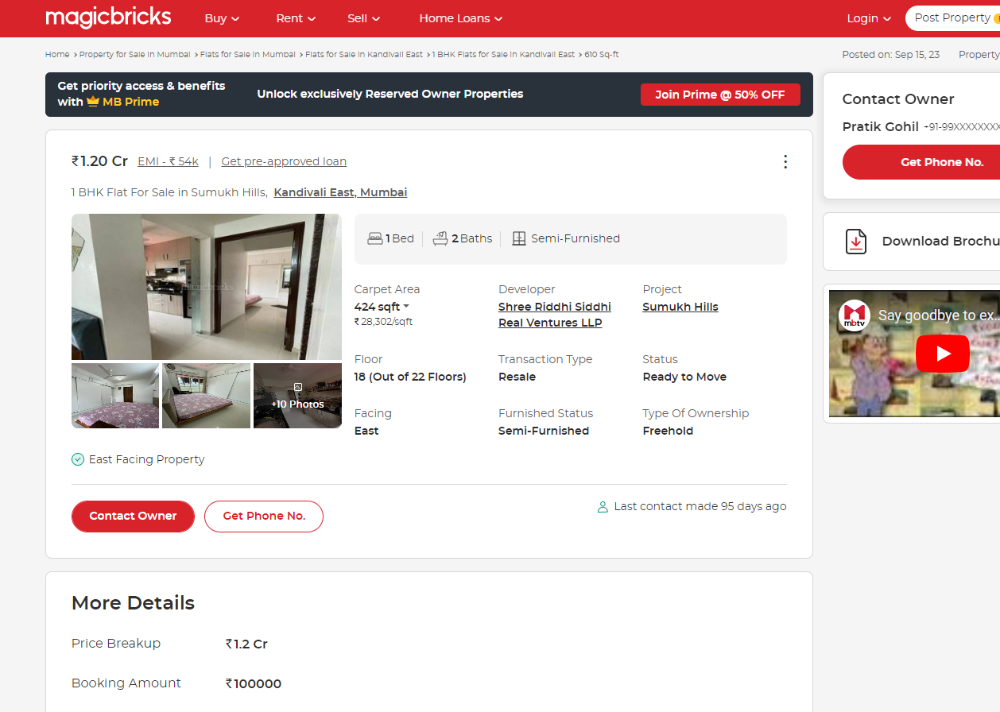 magicbricks
Buy
Rent
Sell
Home Loans
Login
Post Property
Home > Property for Sale in Mumbai > Flats for Sale in Mumbai > Flats for Sale in Kandivali East > 1 BHK Flats for Sale in Kandivali East > 610 Sq-ft
Posted on: Sep 15, 23 Property
Get priority access & benefits
with MB Prime
Unlock exclusively Reserved Owner Properties
Join Prime @ 50% OFF
₹1.20 Cr EMI - ₹ 54k | Get pre-approved loan
1 BHK Flat For Sale in Sumukh Hills, Kandivali East, Mumbai
magicbricks
+10 Photos
1 Bed
2 Baths
Semi-Furnished
Carpet Area
424 sqft
₹28,302/sqft
Developer
Shree Riddhi Siddhi
Real Ventures LLP
Project
Sumukh Hills
Floor
18 (Out of 22 Floors)
Transaction Type
Resale
Status
Ready to Move
Facing
East
Furnished Status
Semi-Furnished
Type Of Ownership
Freehold
East Facing Property
Contact Owner
Get Phone No.
Last contact made 95 days ago
More Details
Price Breakup ₹1.2 Cr
Booking Amount ₹100000
Contact Owner
Pratik Gohil +91-99XXXXXXXX
Get Phone No.
Download Brochu
mbtv
Say goodbye to ex...